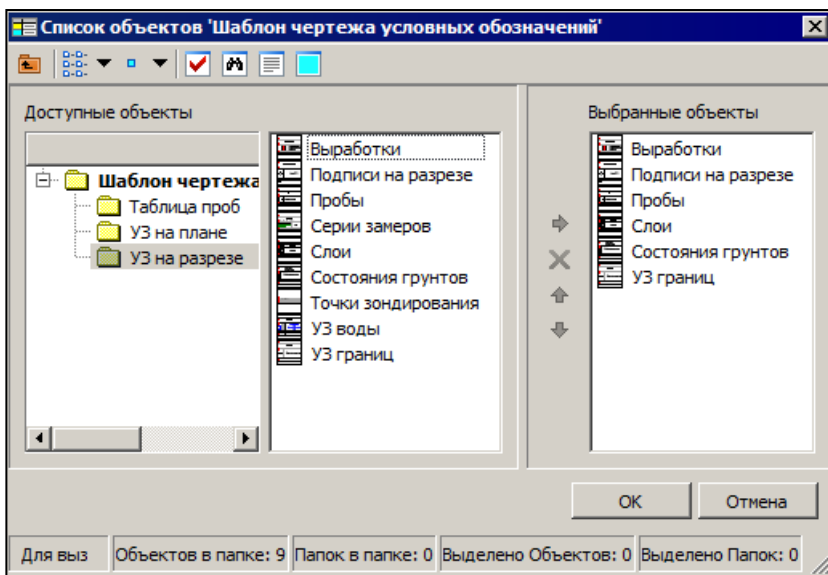 Список объектов 'Шаблон чертежа условных обозначений'
Доступные объекты
Шаблон чертежа
Таблица проб
УЗ на плане
УЗ на разрезе
Выработки
Подписи на разрезе
Пробы
Серии замеров
Слои
Состояния грунтов
Точки зондирования
УЗ воды
УЗ границ
Выбранные объекты
Выработки
Подписи на разрезе
Пробы
Слои
Состояния грунтов
УЗ границ
OK Отмена
Для выз Объектов в папке: 9 Папок в папке: 0 Выделено Объектов: 0 Выделено Папок: 0